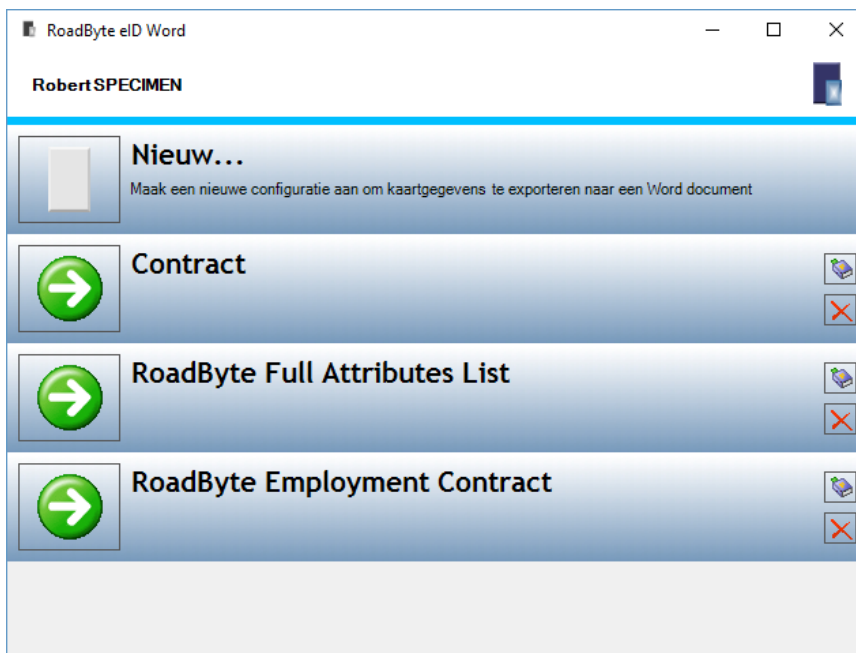 RoadByte eID Word
Robert SPECIMEN
Nieuw...
Maak een nieuwe configuratie aan om kaartgegevens te exporteren naar een Word document
Contract
RoadByte Full Attributes List
RoadByte Employment Contract